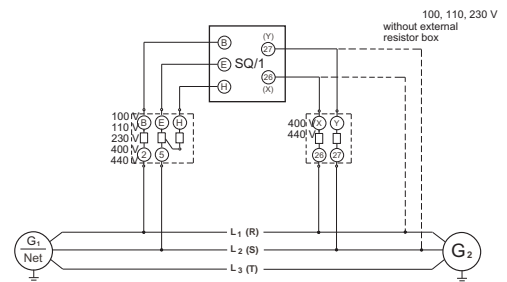 100, 110, 230 V
without external
resistor box
(Y)
B
27
E
SQ/1
26
H
(X)
100 V
110 V
230 V
400 V
440 V
B
E
H
2
5
400 V
440 V
X
Y
26
27
G1
Net
L1 (R)
L2 (S)
L3 (T)
G2